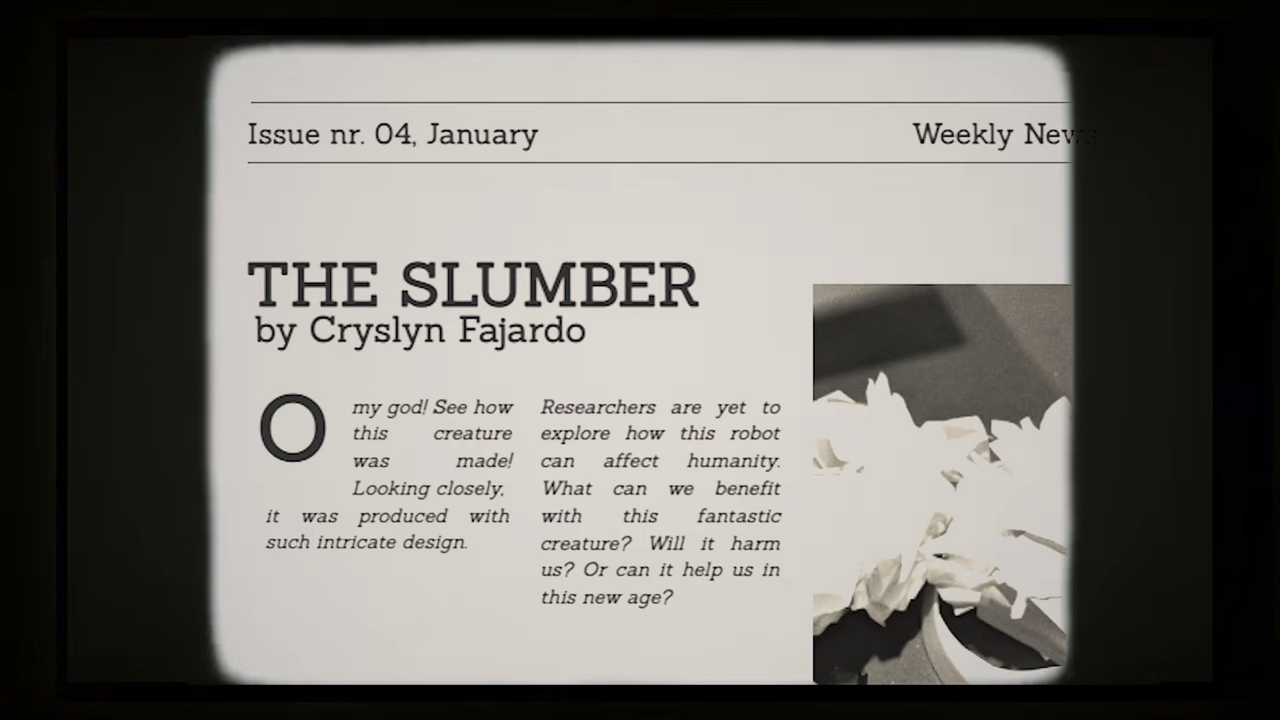 Issue nr. 04, January
Weekly News
THE SLUMBER
by Cryslyn Fajardo
O my god! See how
this creature
was made!
Looking closely,
it was produced with
such intricate design.
Researchers are yet to
explore how this robot
can affect humanity.
What can we benefit
with this fantastic
creature? Will it harm
us? Or can it help us in
this new age?